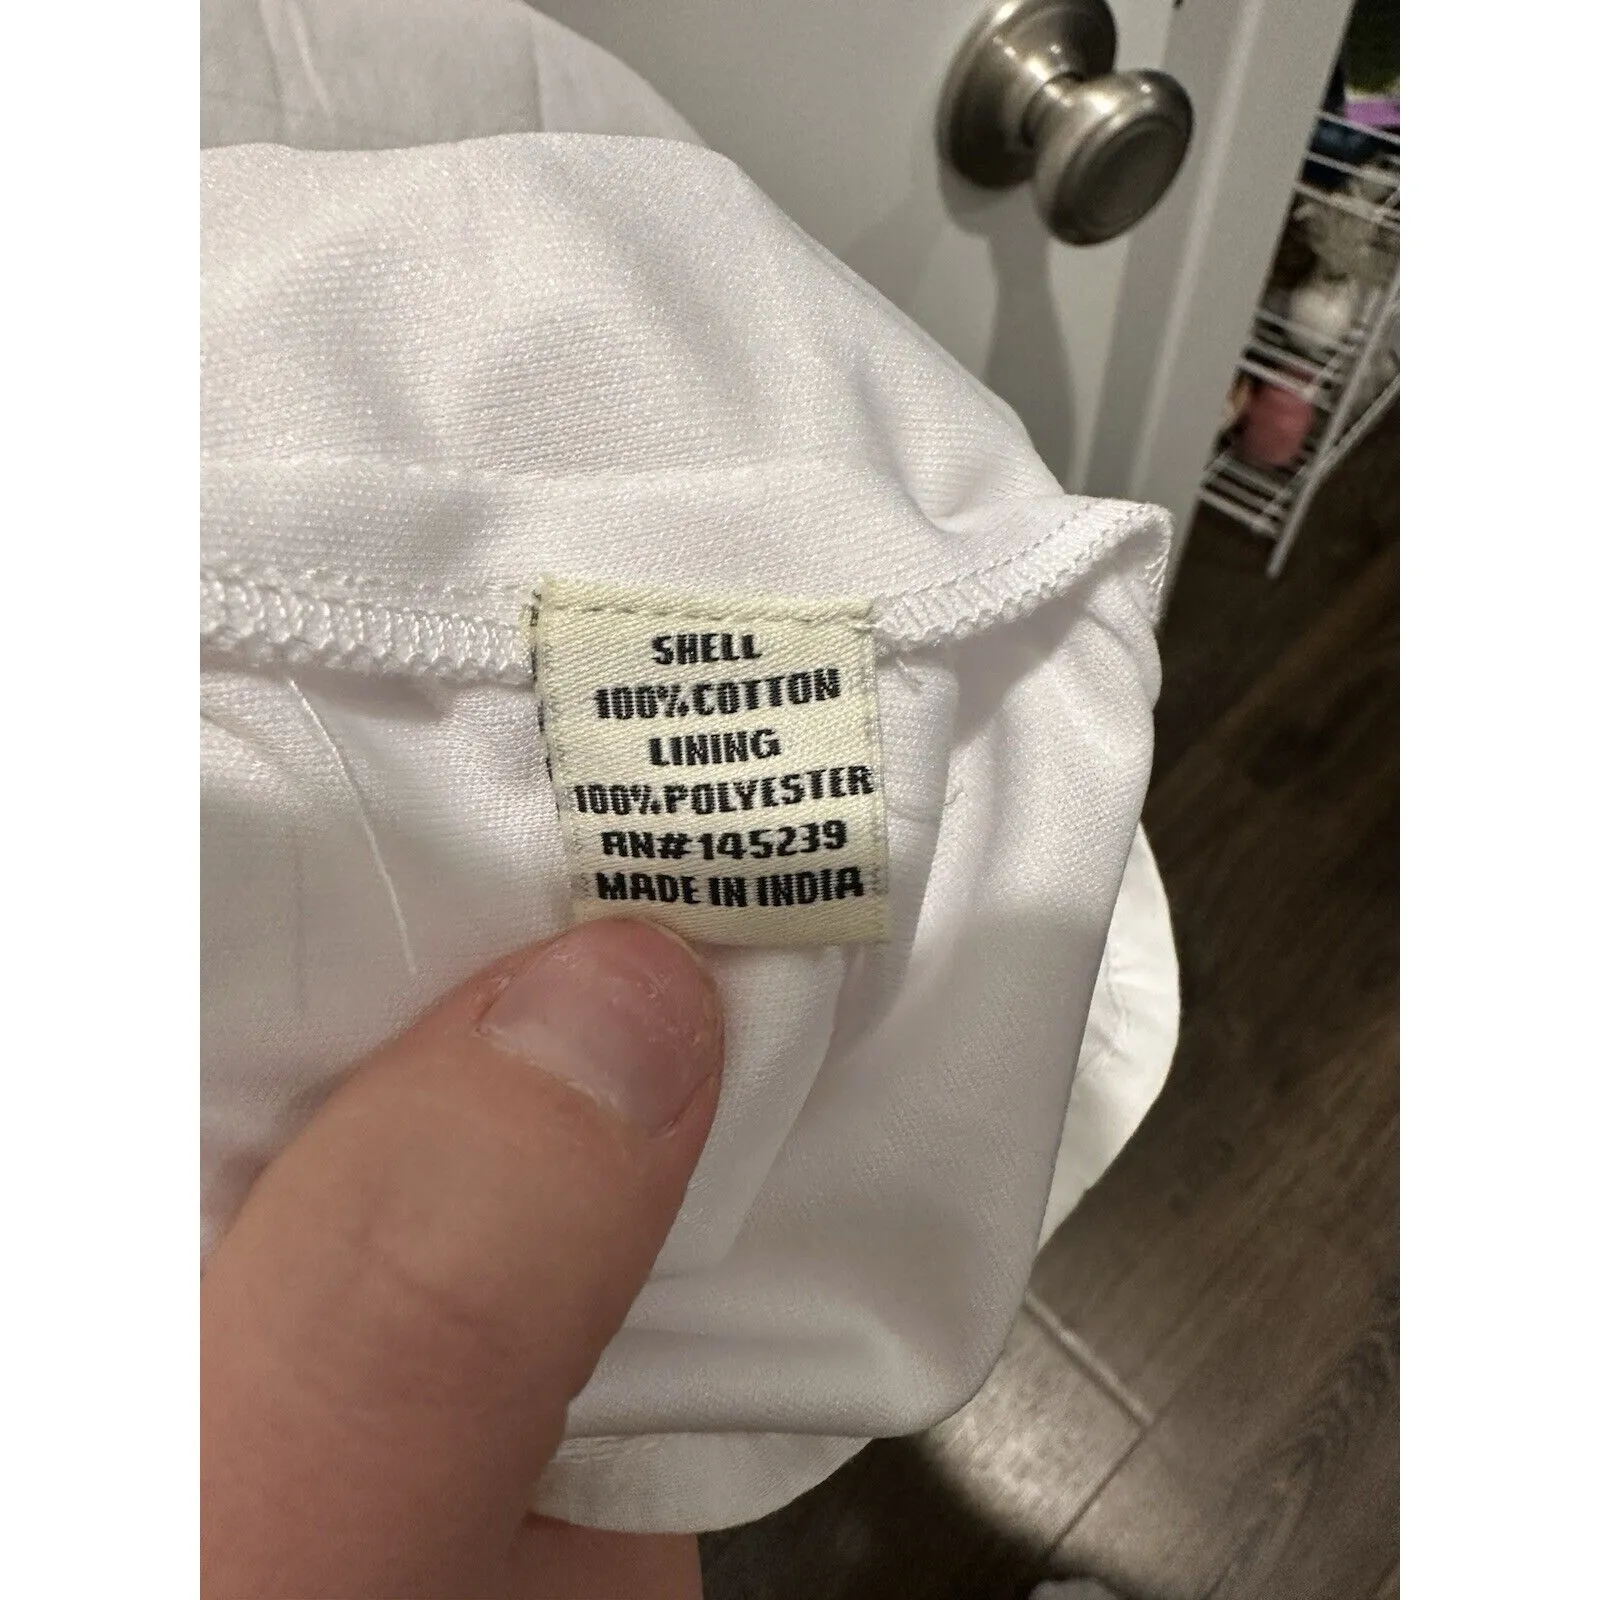 SHELL
100% COTTON
LINING
100% POLYESTER
RN#145239
MADE IN INDIA